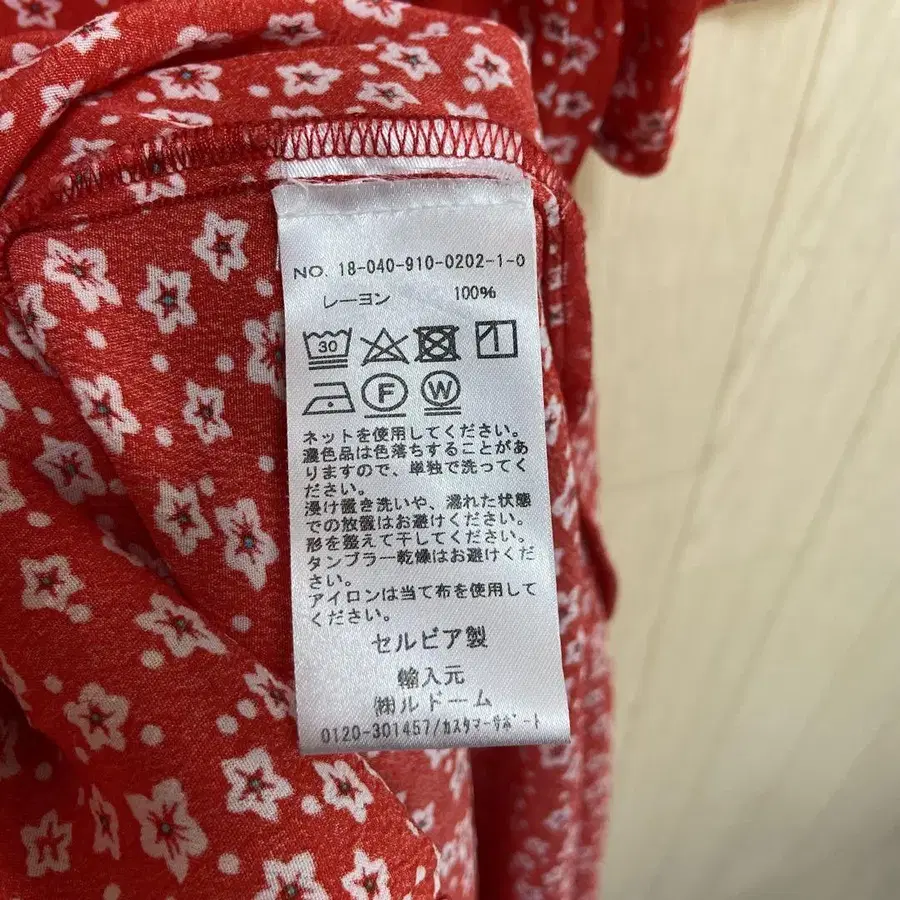 NO. 18-040-910-0202-1-0
レーヨン 100%
30
F W
ネットを使用してください。
濃色品は色落ちすることがあ
りますので、単独で洗ってく
ださい。
浸け置き洗いや、濡れた状態
での放置はお避けください。
形を整えて干してください。
タンブラー乾燥はお避けくだ
さい。
アイロンは当て布を使用して
ください。
セルビア製
輸入元
㈱ルドーム
0120-301457/ｶｽﾀﾏｰｻﾎﾟｰﾄ